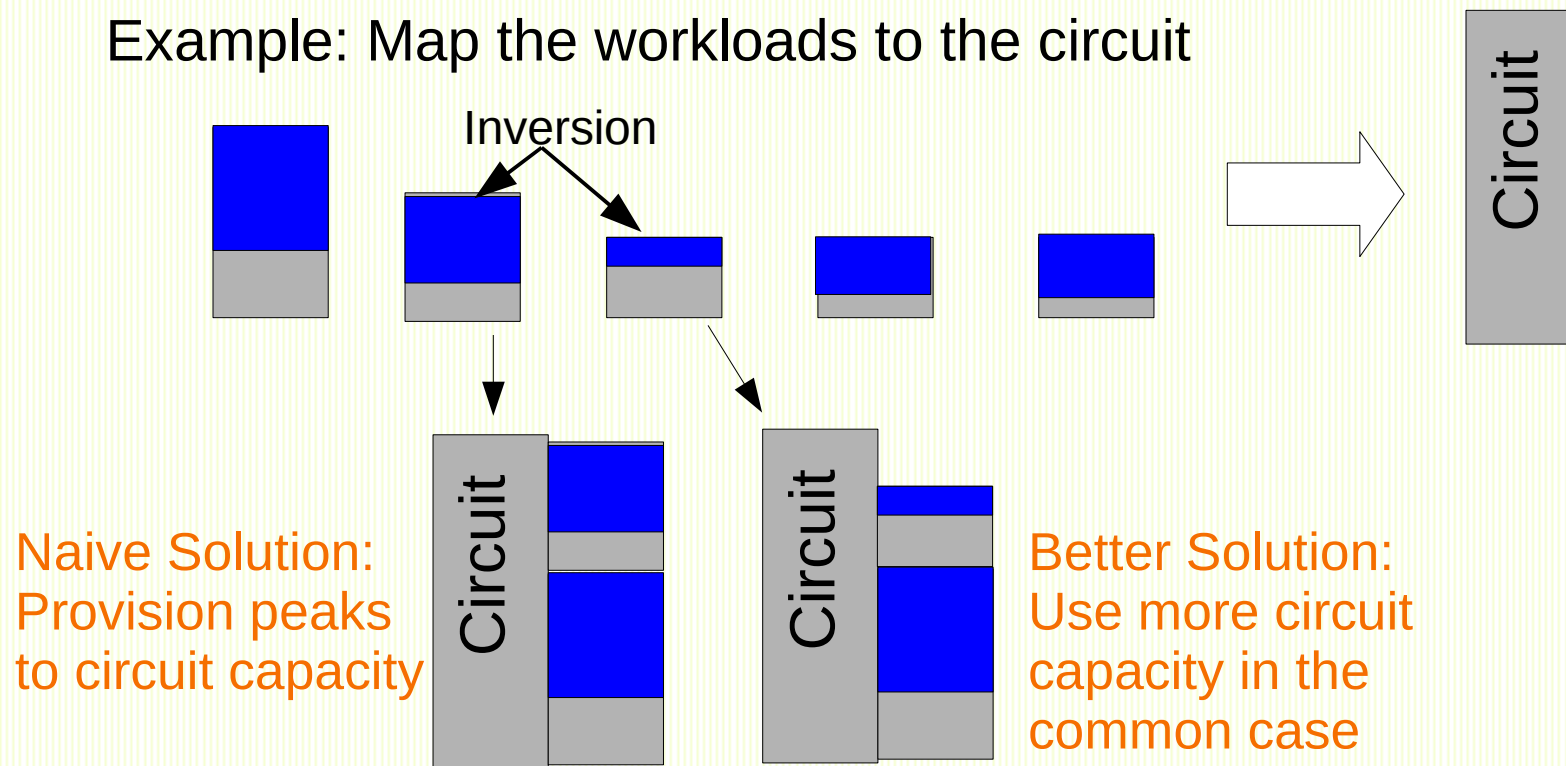 Example: Map the workloads to the circuit
Inversion
Circuit
Naive Solution:
Provision peaks
to circuit capacity
Circuit
Circuit
Better Solution:
Use more circuit
capacity in the
common case